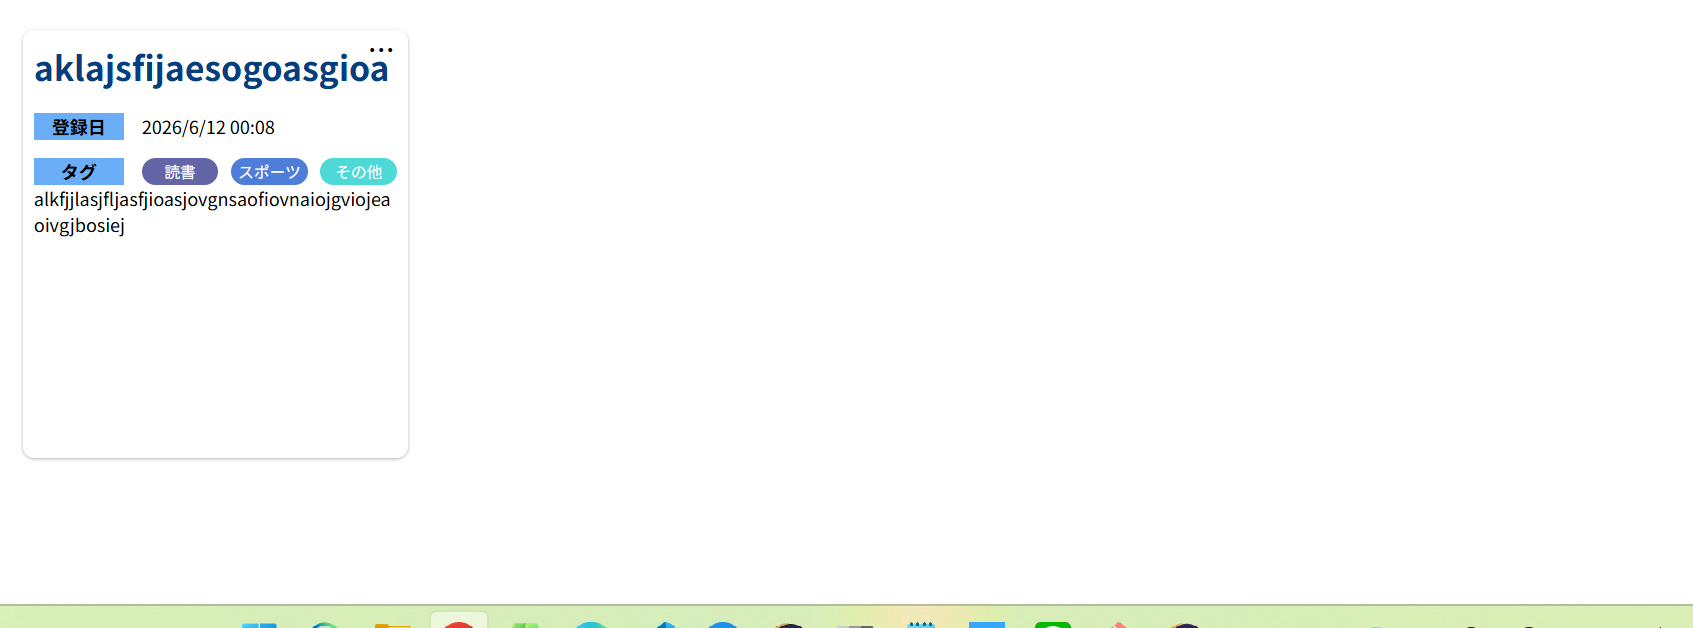 …
aklajsfijaesogoasgioa
登録日 2026/6/12 00:08
タグ 読書 スポーツ その他
alkfjjlasjfljasfjioasjovgnsaofiovnaiojgviojea
oivgjbosiej